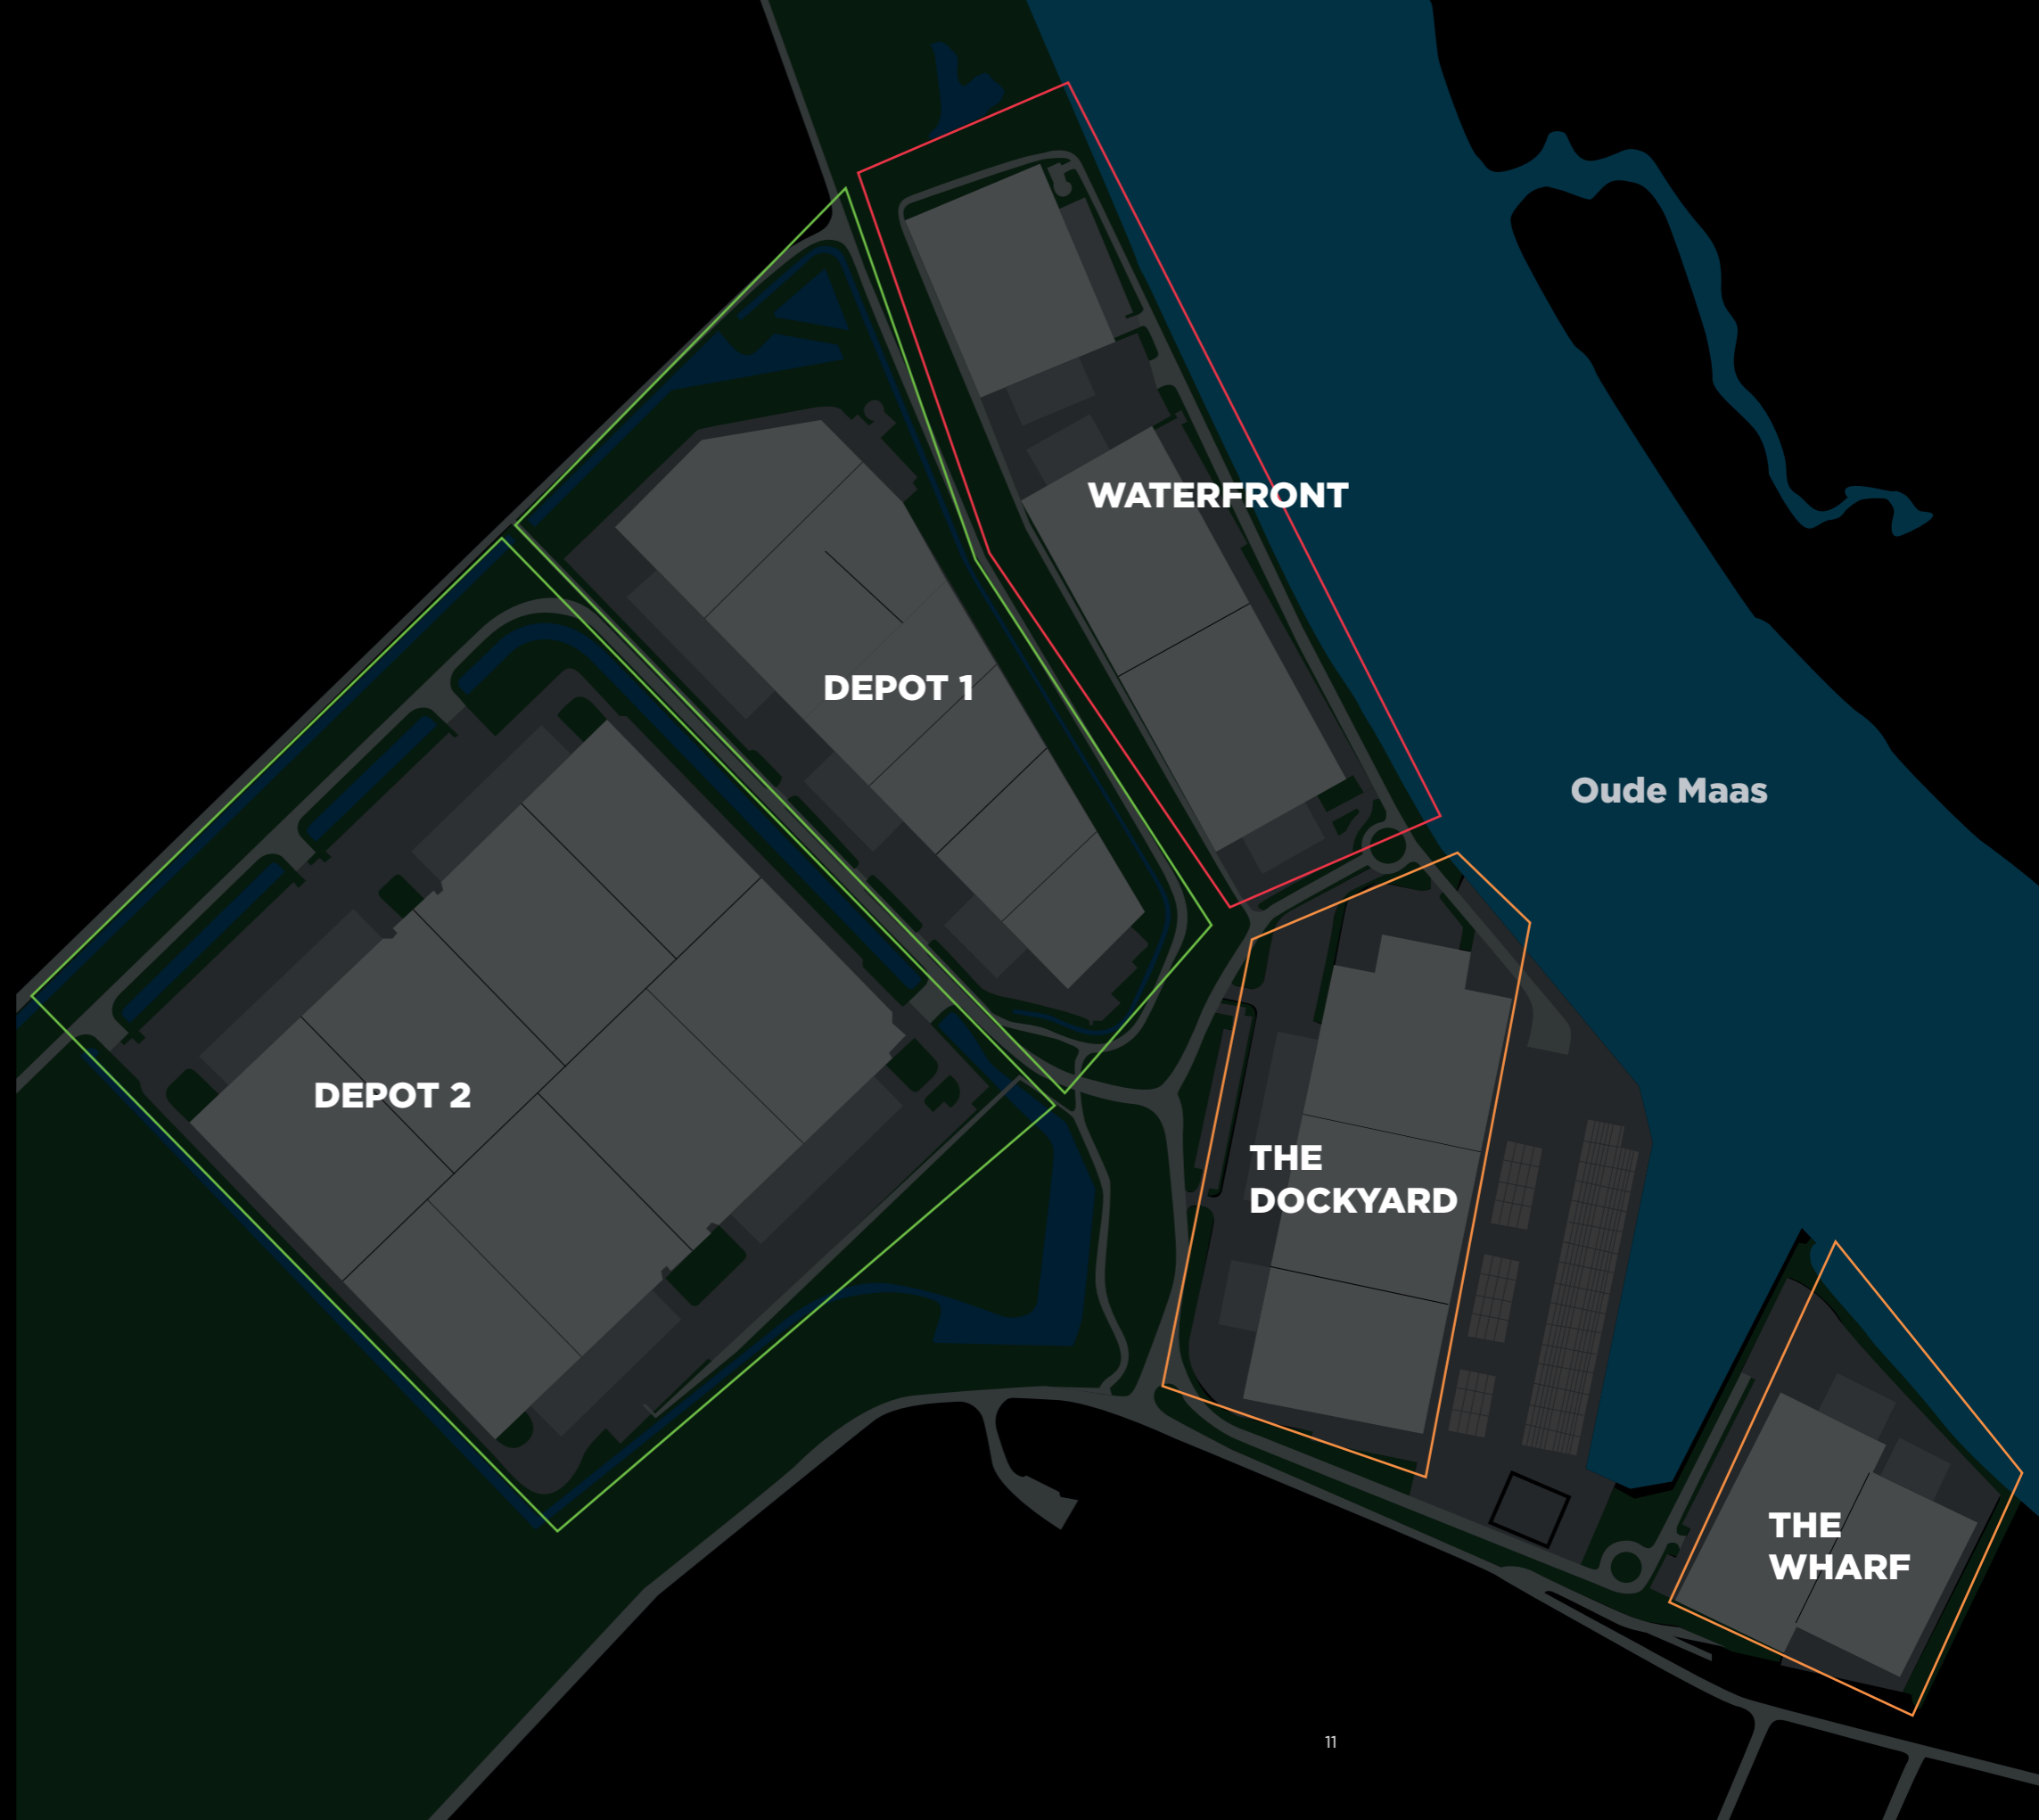 WATERFRONT
DEPOT 1
Oude Maas
DEPOT 2
THE
DOCKYARD
THE
WHARF
11